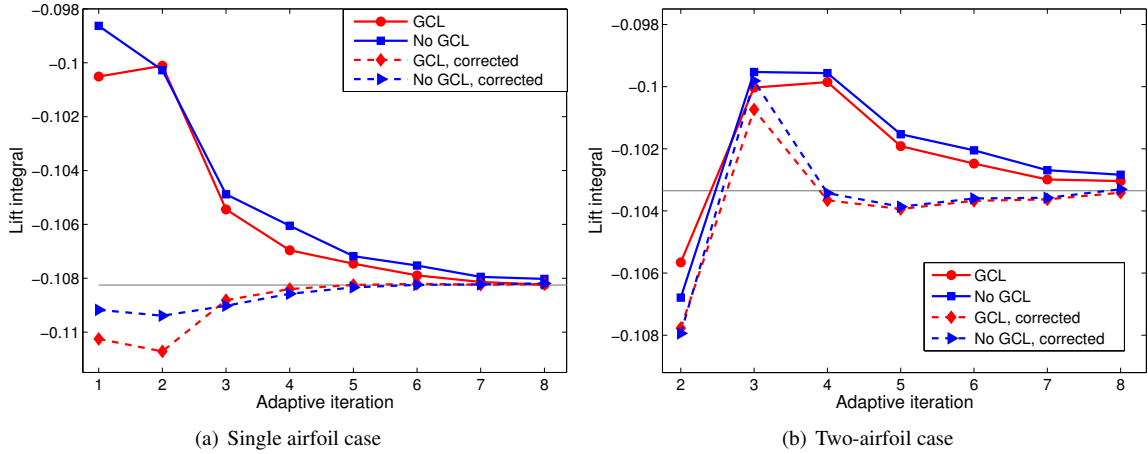 -0.098
-0.1
-0.102
-0.104
-0.106
-0.108
-0.11
Lift integral
1 2 3 4 5 6 7 8
Adaptive iteration
GCL
No GCL
GCL, corrected
No GCL, corrected
(a) Single airfoil case
-0.098
-0.1
-0.102
-0.104
-0.106
-0.108
Lift integral
2 3 4 5 6 7 8
Adaptive iteration
GCL
No GCL
GCL, corrected
No GCL, corrected
(b) Two-airfoil case